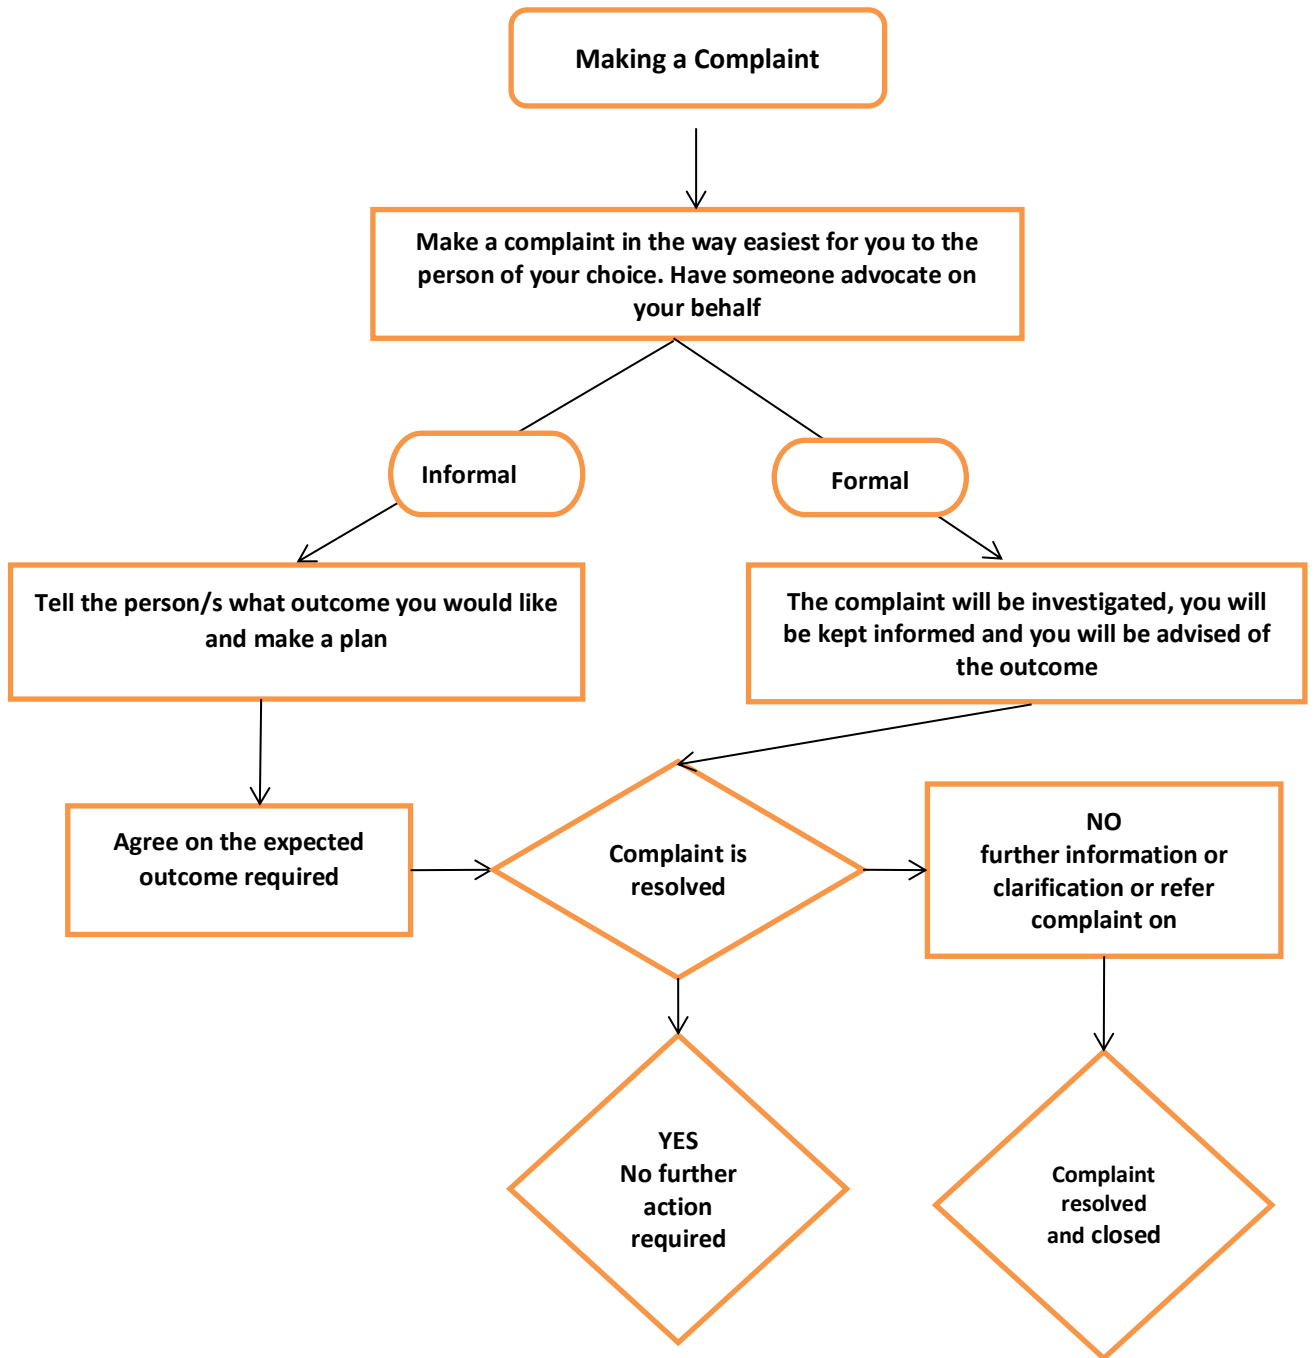 Making a Complaint
Make a complaint in the way easiest for you to the
person of your choice. Have someone advocate on
your behalf
Informal
Formal
Tell the person/s what outcome you would like
and make a plan
The complaint will be investigated, you will
be kept informed and you will be advised of
the outcome
Agree on the expected
outcome required
Complaint is
resolved
NO
further information or
clarification or refer
complaint on
YES
No further
action
required
Complaint
resolved
and closed